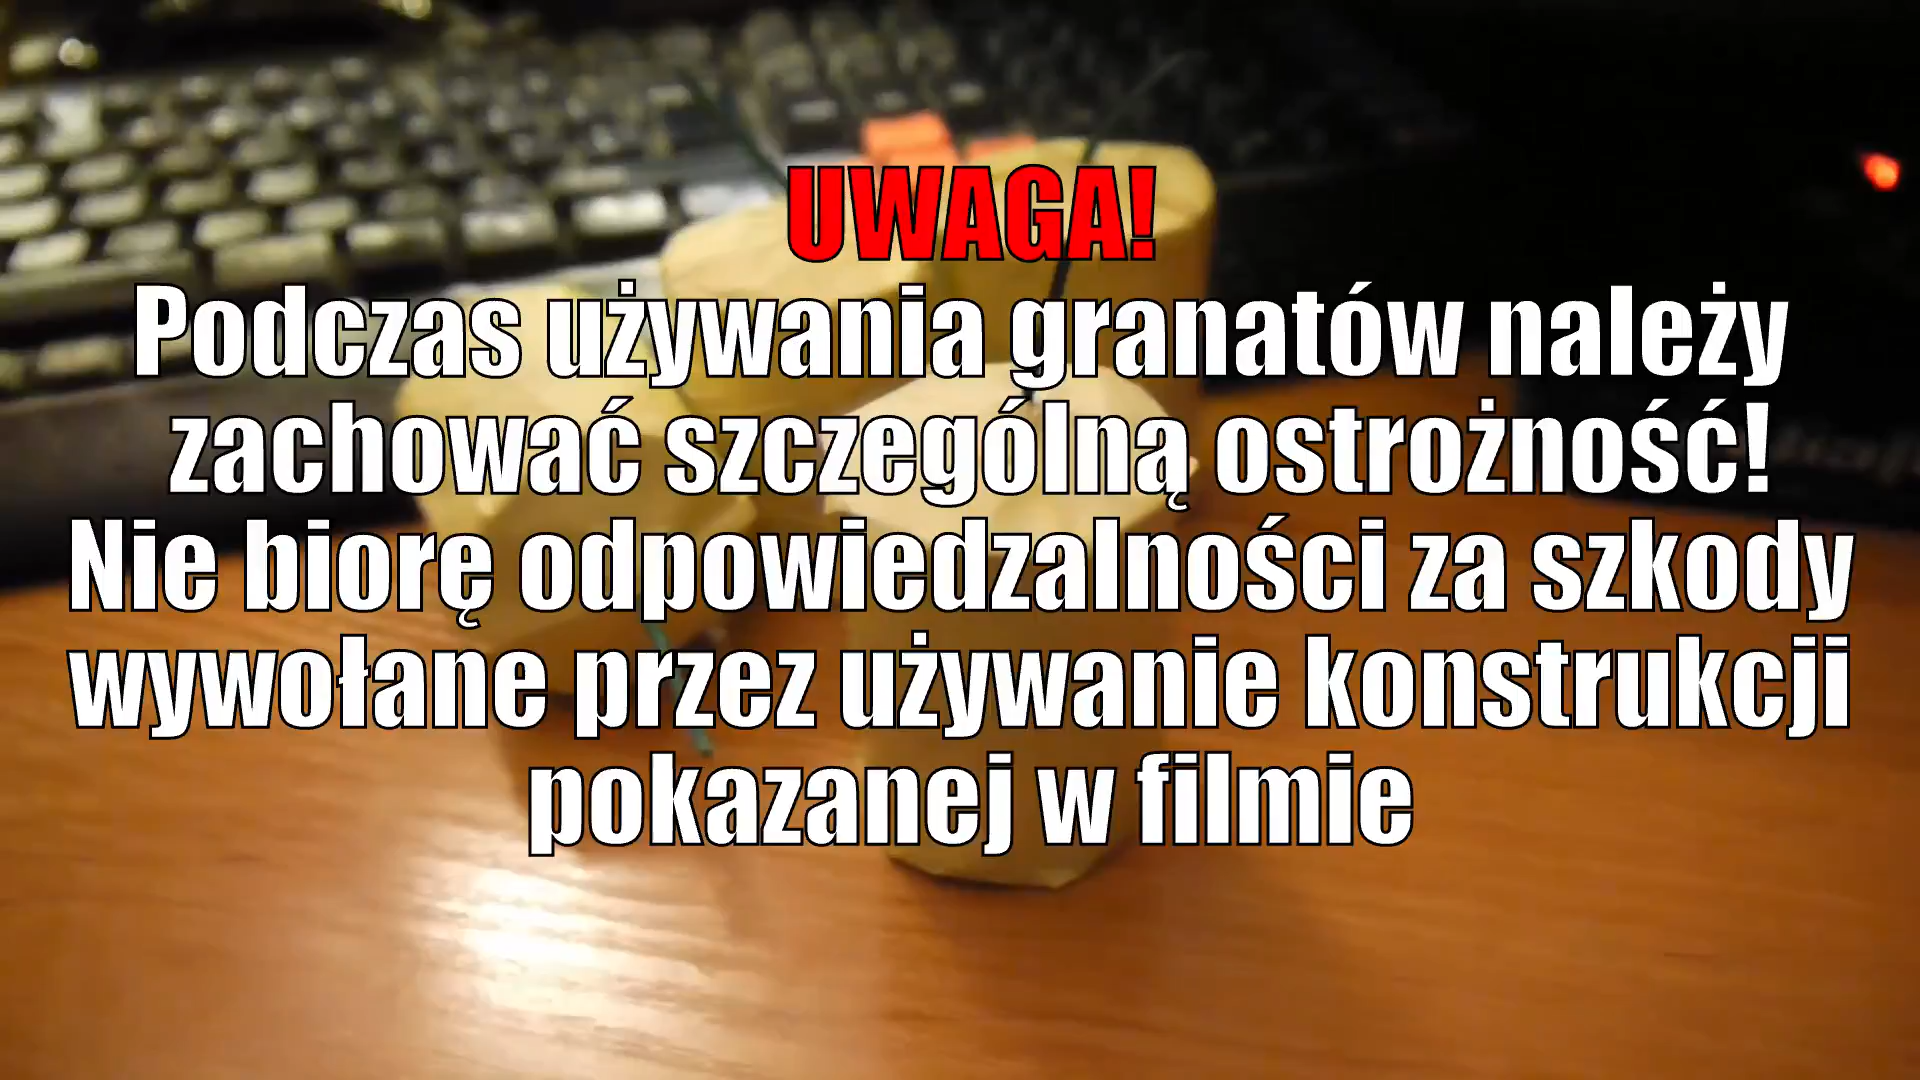 UWAGA!
Podczas używania granatów należy
zachować szczególną ostrożność!
Nie biorę odpowiedzalności za szkody
wywołane przez używanie konstrukcji
pokazanej w filmie